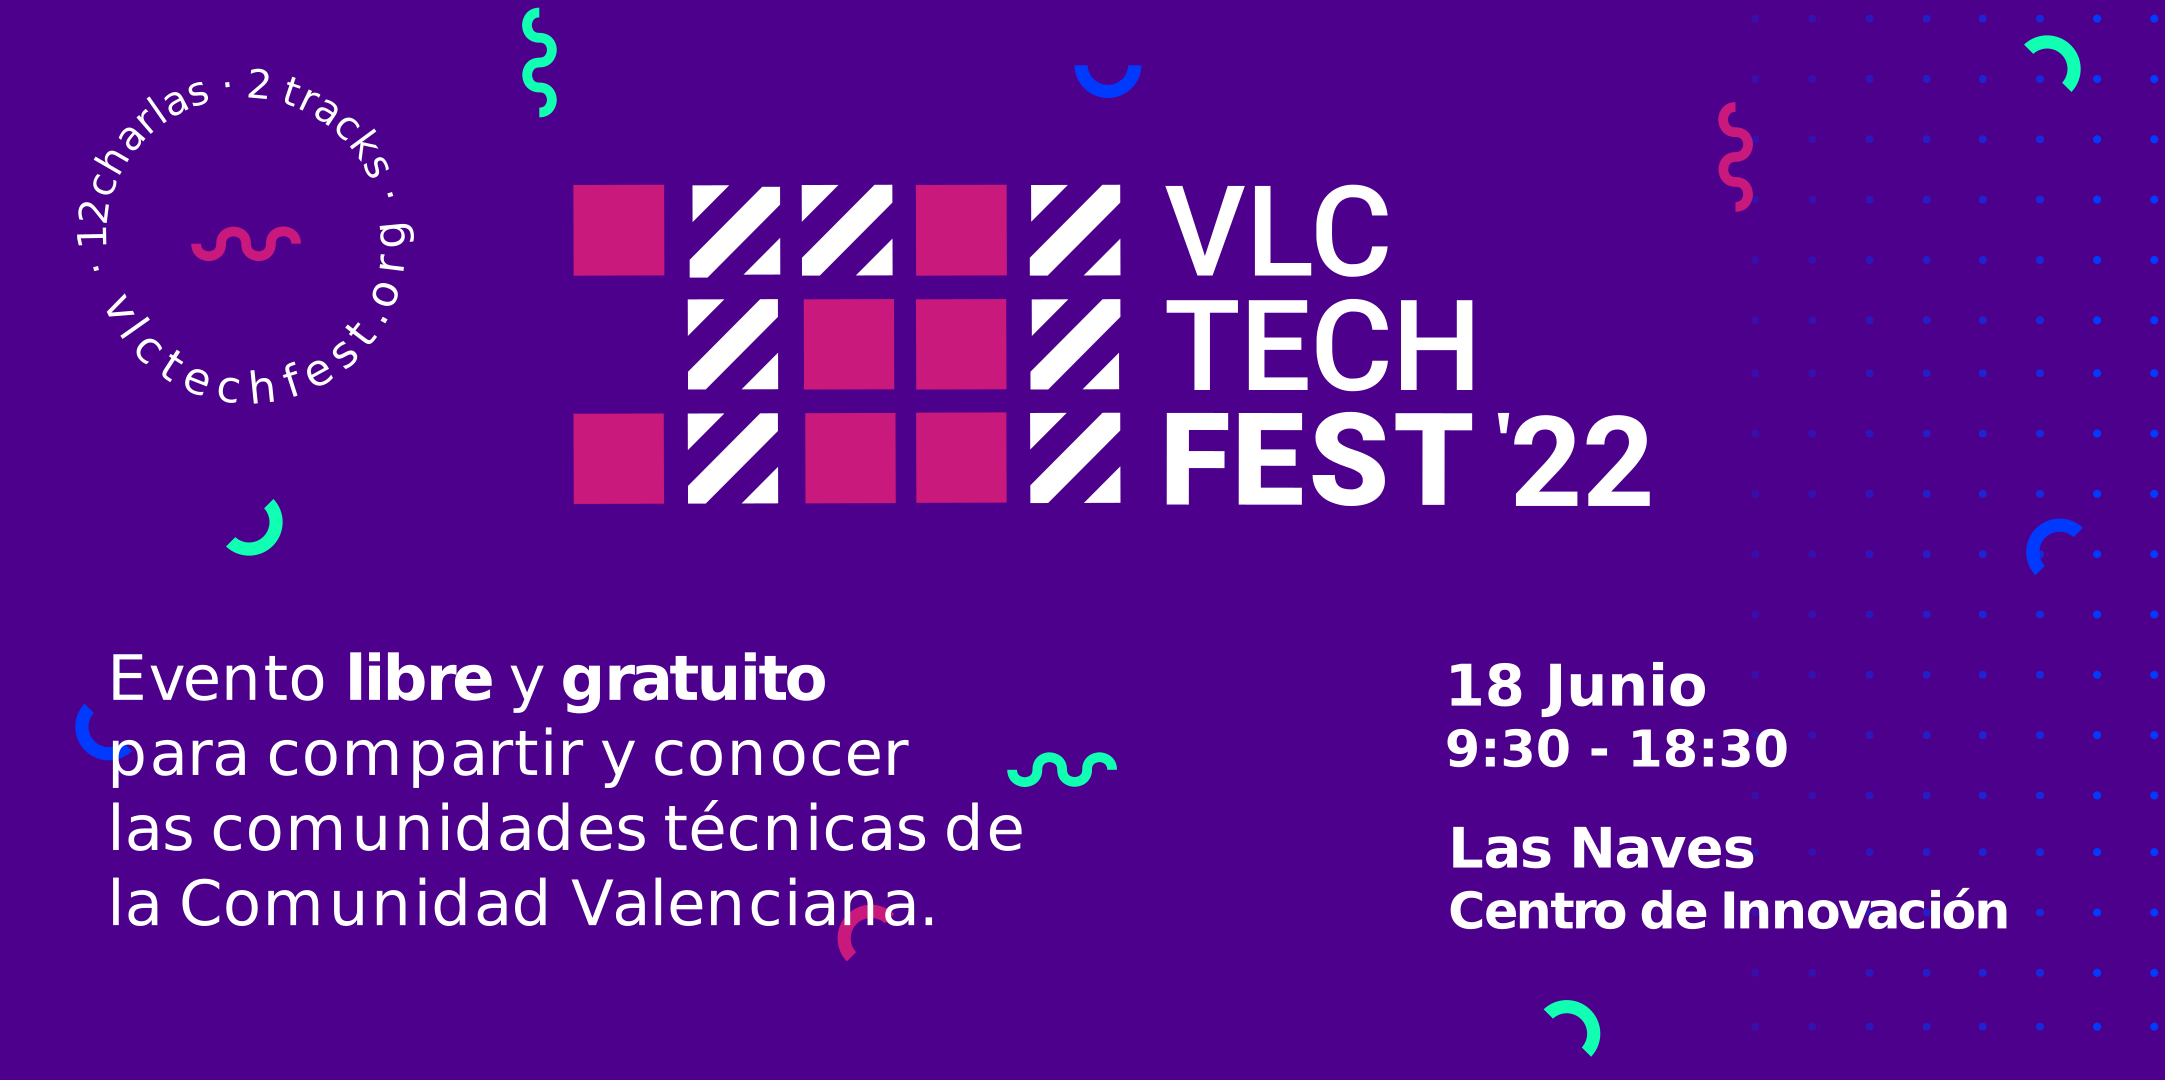 · 12charlas · 2 tracks ·
vlctechfest.org
VLC
TECH
FEST '22
Evento libre y gratuito
para compartir y conocer
las comunidades técnicas de
la Comunidad Valenciana.
18 Junio
9:30 - 18:30
Las Naves
Centro de Innovación